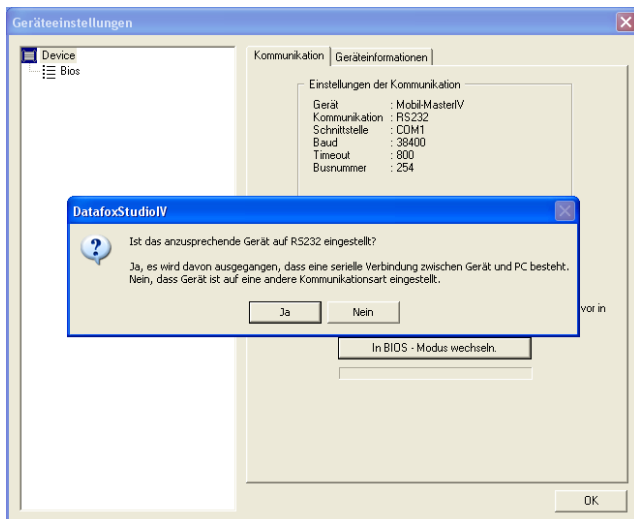 Geräteeinstellungen
Device
Bios
Kommunikation Geräteinformationen
Einstellungen der Kommunikation
Gerät : Mobil-MasterIV
Kommunikation : RS232
Schnittstelle : COM1
Baud : 38400
Timeout : 800
Busnummer : 254
DatafoxStudioIV
Ist das anzusprechende Gerät auf RS232 eingestellt?
Ja, es wird davon ausgegangen, dass eine serielle Verbindung zwischen Gerät und PC besteht.
Nein, dass Gerät ist auf eine andere Kommunikationsart eingestellt.
Ja Nein
vor in
In BIOS - Modus wechseln.
OK